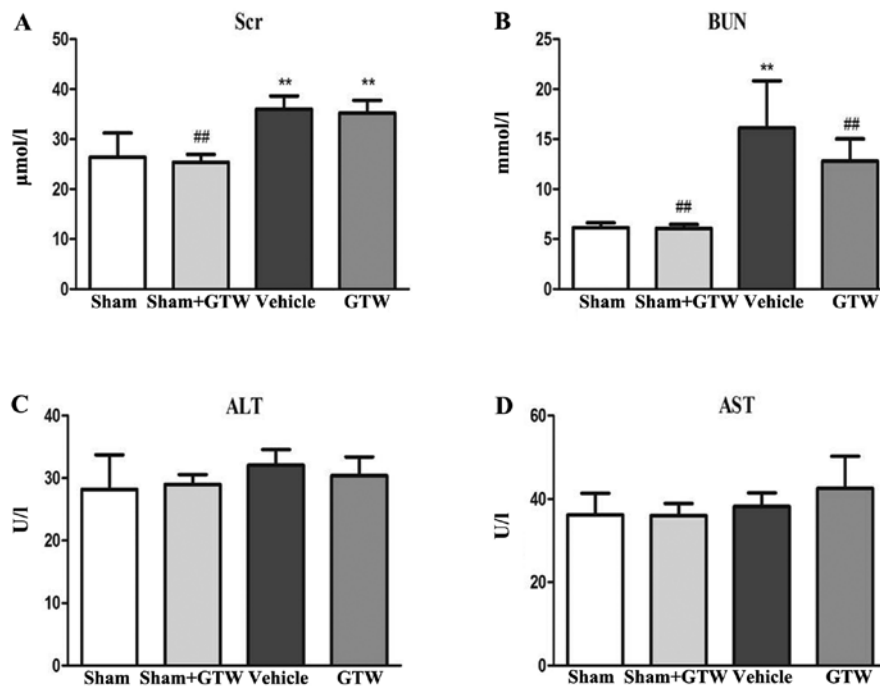 A
Scr
µmol/l
50
40
30
20
10
0
##
**
**
Sham
Sham+GTW
Vehicle
GTW
B
BUN
mmol/l
25
20
15
10
5
0
##
**
##
Sham
Sham+GTW
Vehicle
GTW
C
ALT
U/l
40
30
20
10
0
Sham
Sham+GTW
Vehicle
GTW
D
AST
U/l
60
40
20
0
Sham
Sham+GTW
Vehicle
GTW